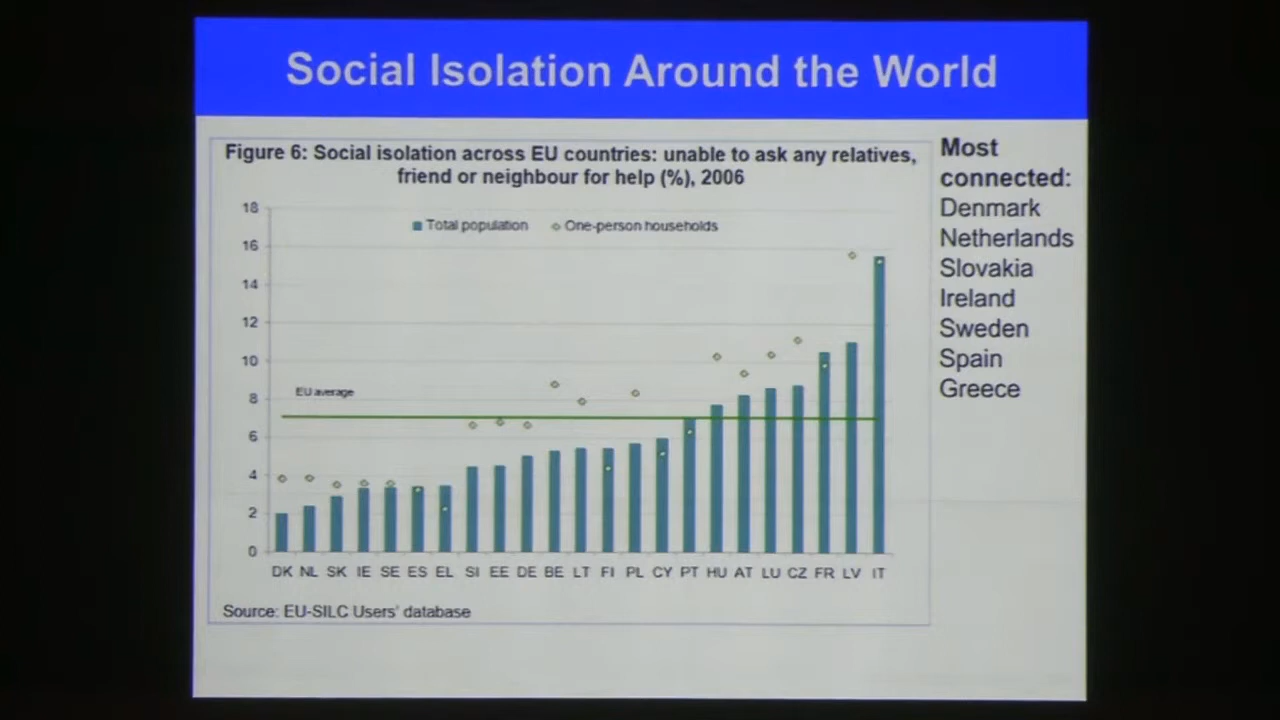 Social Isolation Around the World
Figure 6: Social isolation across EU countries: unable to ask any relatives,
friend or neighbour for help (%), 2006
18
Total population
One-person households
16
14
12
10
EU average
8
6
4
2
0
DK NL SK IE SE ES EL SI EE DE BE LT FI PL CY PT HU AT LU CZ FR LV IT
Source: EU-SILC Users' database
Most
connected:
Denmark
Netherlands
Slovakia
Ireland
Sweden
Spain
Greece